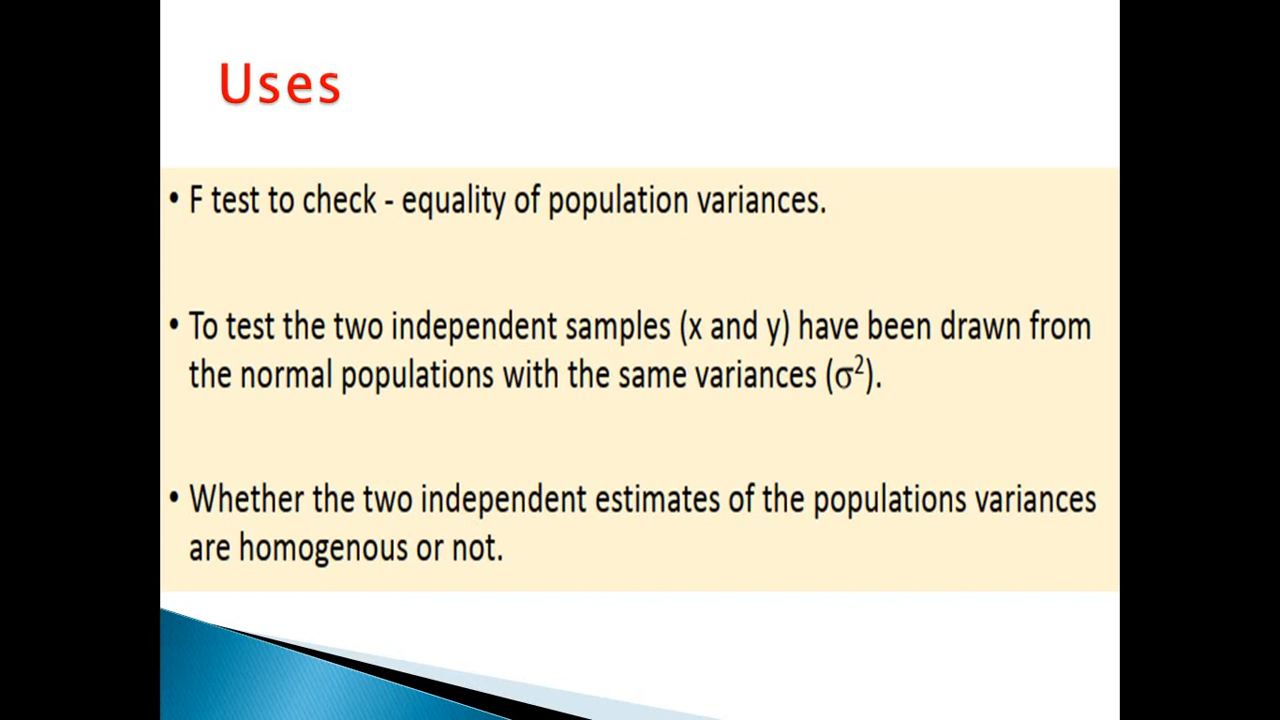 Uses
• F test to check - equality of population variances.
• To test the two independent samples (x and y) have been drawn from
the normal populations with the same variances (σ²).
• Whether the two independent estimates of the populations variances
are homogenous or not.